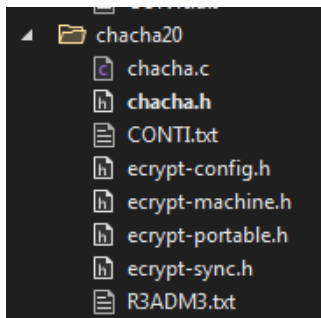 chacha20
chacha.c
chacha.h
CONTI.txt
ecrypt-config.h
ecrypt-machine.h
ecrypt-portable.h
ecrypt-sync.h
R3ADM3.txt